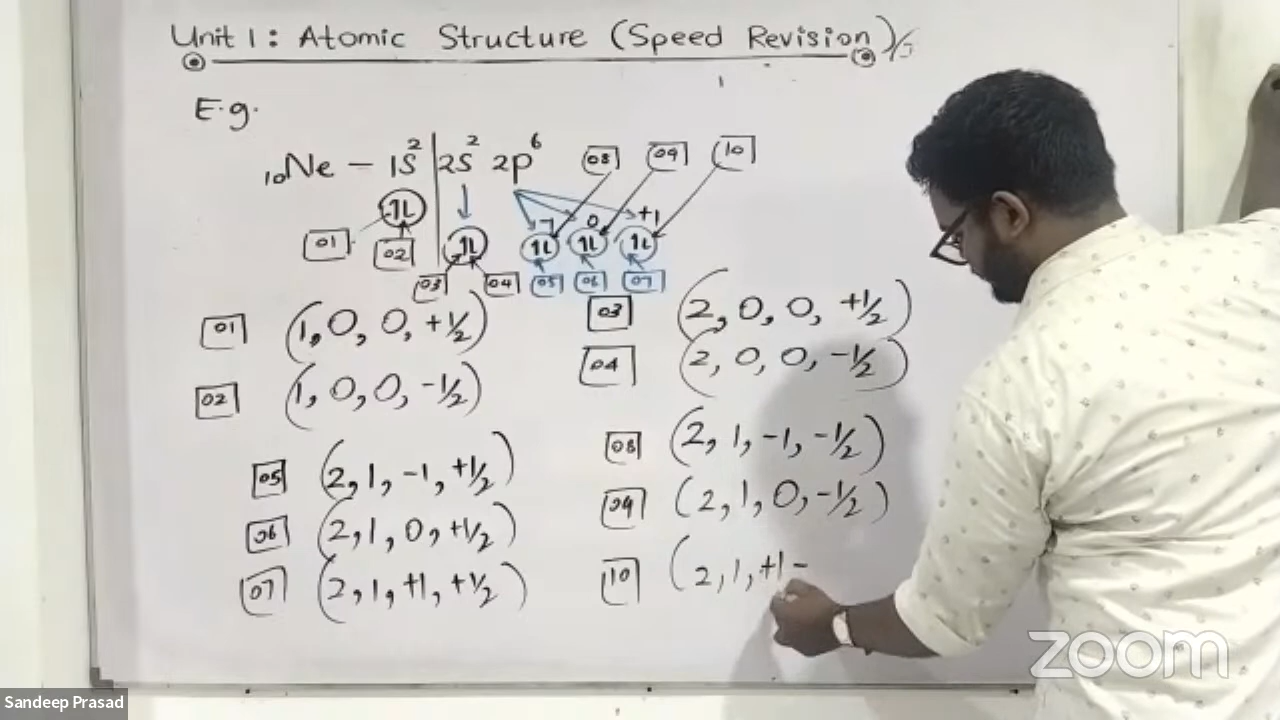 Unit 1: Atomic Structure (Speed Revision)
E.g.
₁₀Ne – 1s² 2s² 2p⁶
08 09 10
-1 0 +1
01 02
03 04 05 06 07
01 (1, 0, 0, +1/2)
02 (1, 0, 0, -1/2)
03 (2, 0, 0, +1/2)
04 (2, 0, 0, -1/2)
05 (2, 1, -1, +1/2)
06 (2, 1, 0, +1/2)
07 (2, 1, +1, +1/2)
08 (2, 1, -1, -1/2)
09 (2, 1, 0, -1/2)
10 (2, 1, +1 -
zoom
Sandeep Prasad